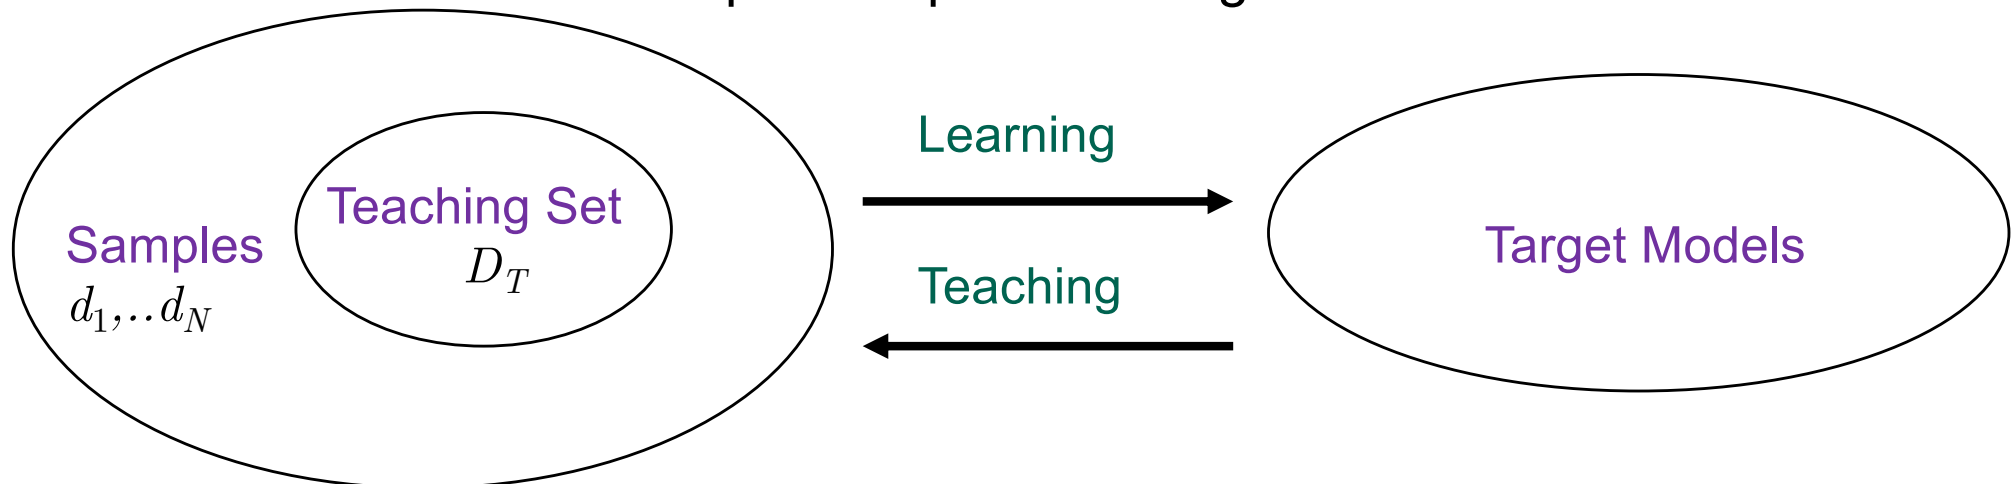 Learning
Teaching Set
D_T
Samples
d_1,..d_N
Teaching
Target Models